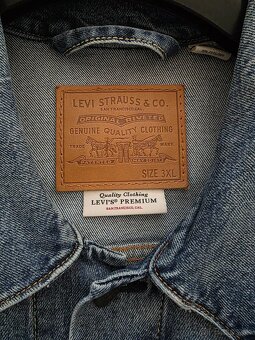 LEVI STRAUSS & CO.
SAN FRANCISCO, CAL.
ORIGINAL RIVETED
GENUINE QUALITY CLOTHING
TRADE MARK
PATENTED
SIZE 3XL
Quality Clothing
LEVI'S® PREMIUM
SAN FRANCISCO, CAL.